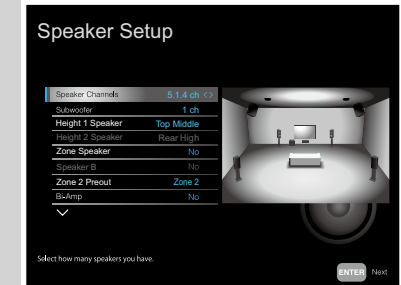 Speaker Setup
Speaker Channels 5.1.4 ch <>
Subwoofer 1 ch
Height 1 Speaker Top Middle
Height 2 Speaker Rear High
Zone Speaker No
Speaker B No
Zone 2 Preout Zone 2
Bi-Amp No
Select how many speakers you have.
ENTER Next